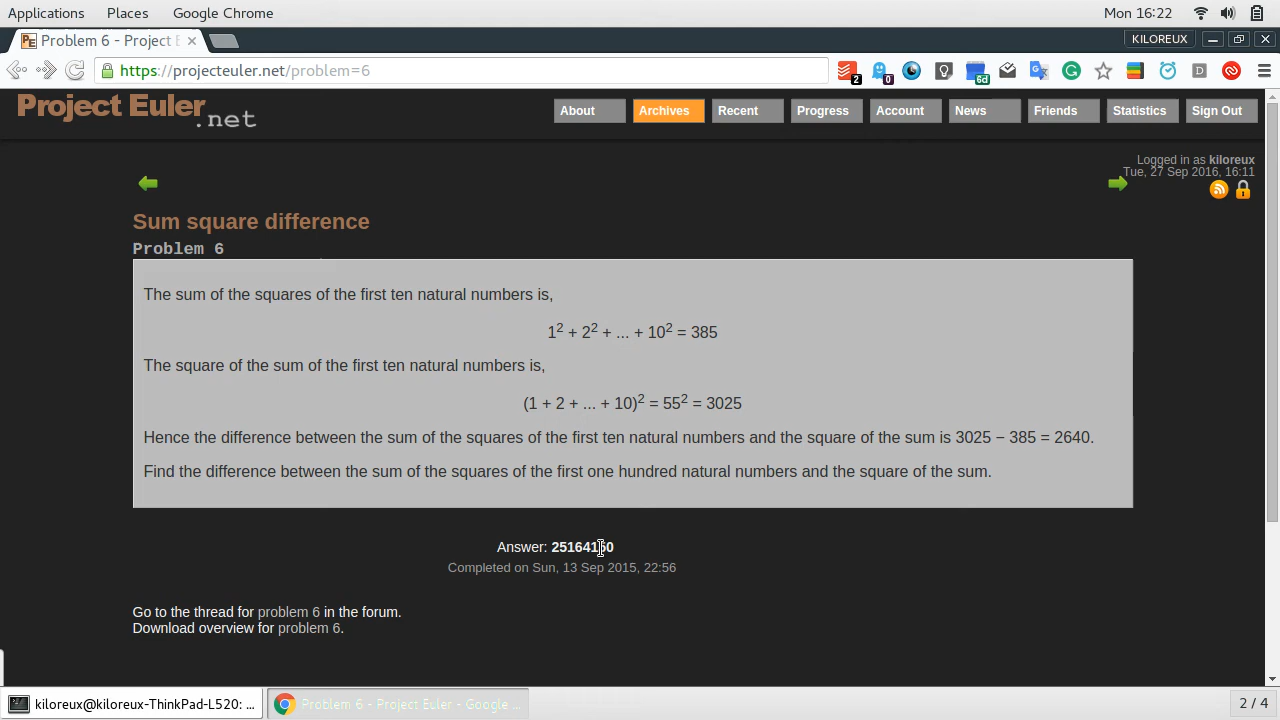 Applications Places Google Chrome Mon 16:22
Problem 6 - Project E KILOREUX
https://projecteuler.net/problem=6 2 0 6d D
Project Euler .net About Archives Recent Progress Account News Friends Statistics Sign Out
Logged in as kiloreux
Tue, 27 Sep 2016, 16:11
Sum square difference
Problem 6
The sum of the squares of the first ten natural numbers is,
1² + 2² + ... + 10² = 385
The square of the sum of the first ten natural numbers is,
(1 + 2 + ... + 10)² = 55² = 3025
Hence the difference between the sum of the squares of the first ten natural numbers and the square of the sum is 3025 − 385 = 2640.
Find the difference between the sum of the squares of the first one hundred natural numbers and the square of the sum.
Answer: 25164150
Completed on Sun, 13 Sep 2015, 22:56
Go to the thread for problem 6 in the forum.
Download overview for problem 6.
kiloreux@kiloreux-ThinkPad-L520: ... Problem 6 - Project Euler - Google ... 2 / 4